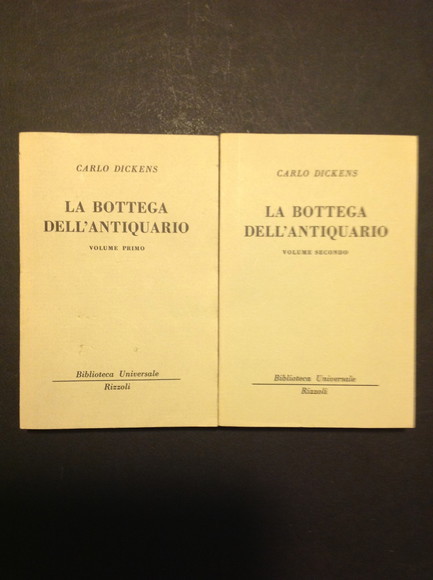 CARLO DICKENS
LA BOTTEGA
DELL'ANTIQUARIO
VOLUME PRIMO
Biblioteca Universale
Rizzoli
CARLO DICKENS
LA BOTTEGA
DELL'ANTIQUARIO
VOLUME SECONDO
Biblioteca Universale
Rizzoli